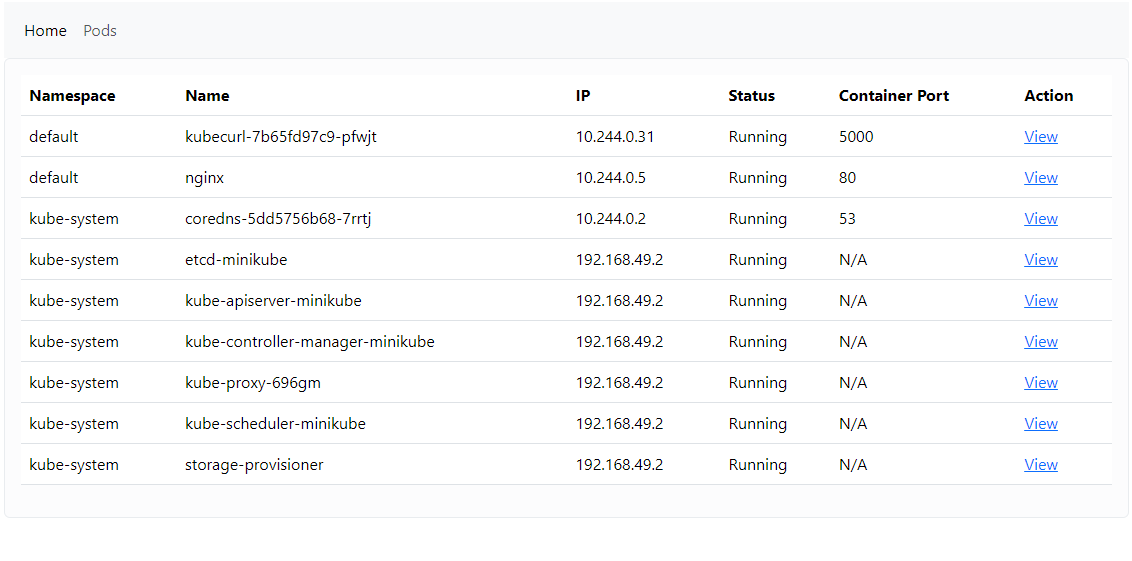 Home Pods
Namespace Name IP Status Container Port Action
default kubecurl-7b65fd97c9-pfwjt 10.244.0.31 Running 5000 View
default nginx 10.244.0.5 Running 80 View
kube-system coredns-5dd5756b68-7rrtj 10.244.0.2 Running 53 View
kube-system etcd-minikube 192.168.49.2 Running N/A View
kube-system kube-apiserver-minikube 192.168.49.2 Running N/A View
kube-system kube-controller-manager-minikube 192.168.49.2 Running N/A View
kube-system kube-proxy-696gm 192.168.49.2 Running N/A View
kube-system kube-scheduler-minikube 192.168.49.2 Running N/A View
kube-system storage-provisioner 192.168.49.2 Running N/A View